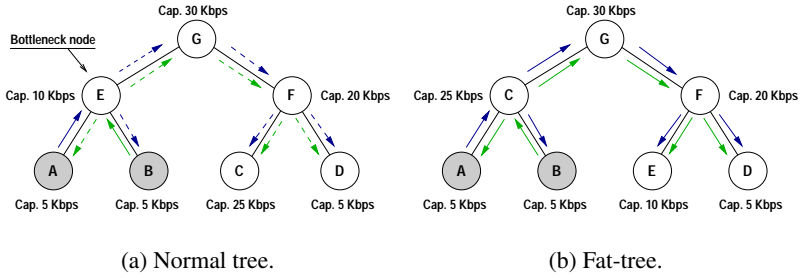 Cap. 30 Kbps
G
Bottleneck node
Cap. 10 Kbps
E
F
Cap. 20 Kbps
A
B
C
D
Cap. 5 Kbps
Cap. 5 Kbps
Cap. 25 Kbps
Cap. 5 Kbps
(a) Normal tree.
Cap. 30 Kbps
G
Cap. 25 Kbps
C
F
Cap. 20 Kbps
A
B
E
D
Cap. 5 Kbps
Cap. 5 Kbps
Cap. 10 Kbps
Cap. 5 Kbps
(b) Fat-tree.